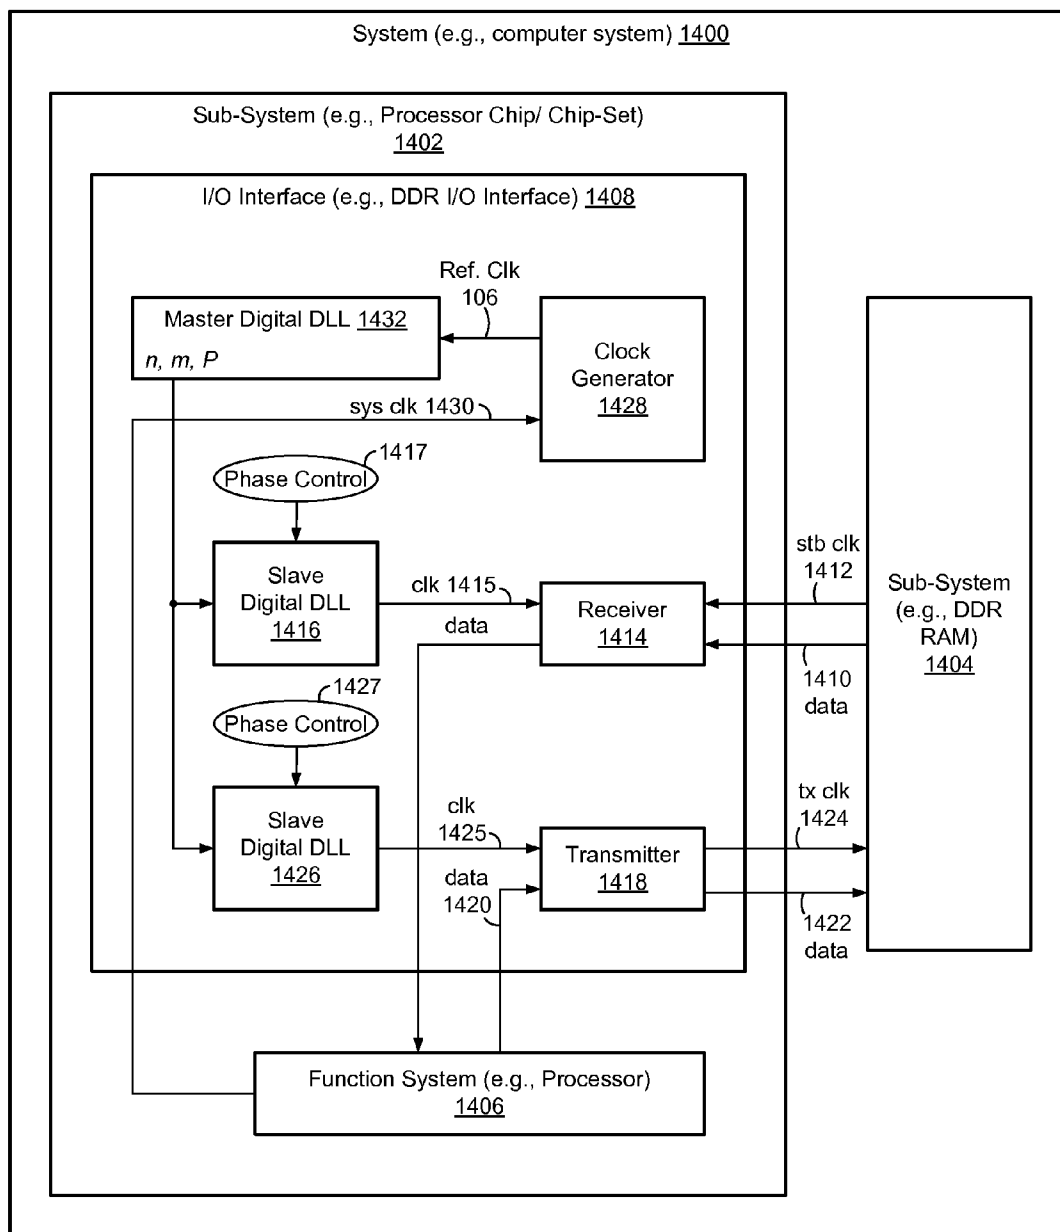 System (e.g., computer system) 1400
Sub-System (e.g., Processor Chip/ Chip-Set)
1402
I/O Interface (e.g., DDR I/O Interface) 1408
Ref. Clk
106
Master Digital DLL 1432
n, m, P
Clock
Generator
1428
sys clk 1430
1417
Phase Control
Slave
Digital DLL
1416
clk 1415
data
Receiver
1414
stb clk
1412
1410
data
Sub-System
(e.g., DDR
RAM)
1404
1427
Phase Control
Slave
Digital DLL
1426
clk
1425
data
1420
Transmitter
1418
tx clk
1424
1422
data
Function System (e.g., Processor)
1406